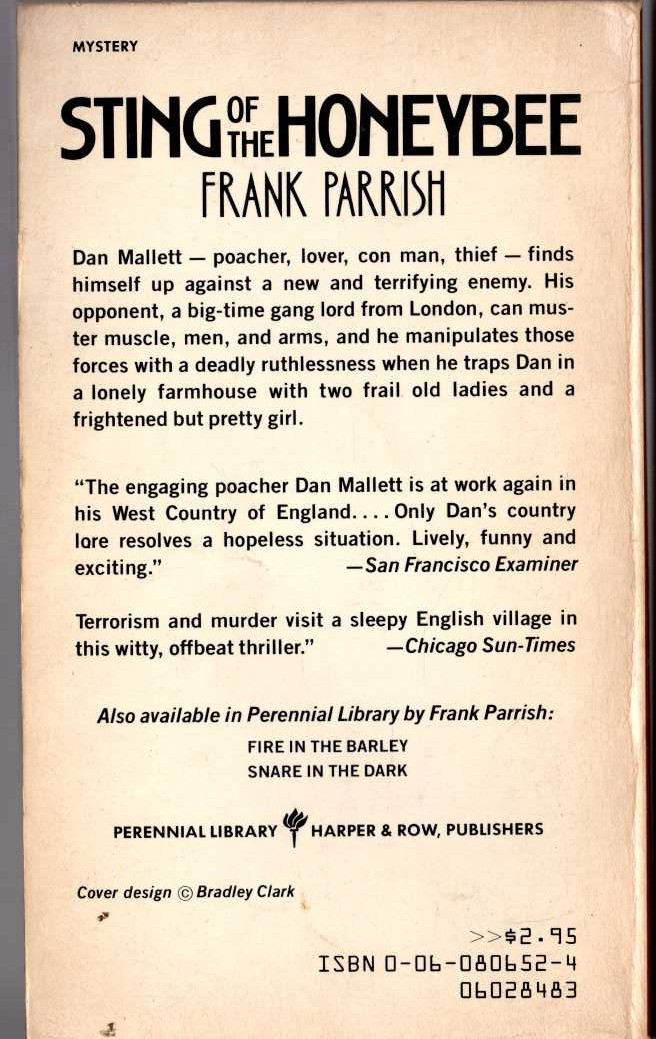 MYSTERY
STING OF THE HONEYBEE
FRANK PARRISH
Dan Mallett — poacher, lover, con man, thief — finds
himself up against a new and terrifying enemy. His
opponent, a big-time gang lord from London, can mus-
ter muscle, men, and arms, and he manipulates those
forces with a deadly ruthlessness when he traps Dan in
a lonely farmhouse with two frail old ladies and a
frightened but pretty girl.
“The engaging poacher Dan Mallett is at work again in
his West Country of England.... Only Dan’s country
lore resolves a hopeless situation. Lively, funny and
exciting.” —San Francisco Examiner
Terrorism and murder visit a sleepy English village in
this witty, offbeat thriller.” —Chicago Sun-Times
Also available in Perennial Library by Frank Parrish:
FIRE IN THE BARLEY
SNARE IN THE DARK
PERENNIAL LIBRARY HARPER & ROW, PUBLISHERS
Cover design © Bradley Clark
>>$2.95
ISBN 0-06-080652-4
06028483